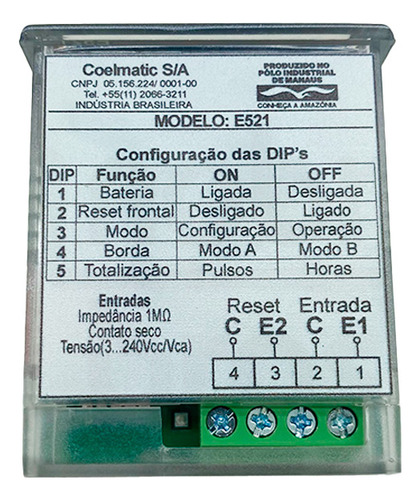 Coelmatic S/A
CNPJ 05.156.224/ 0001-00
Tel. +55(11) 2066-3211
INDÚSTRIA BRASILEIRA
PRODUZIDO NO
PÓLO INDUSTRIAL
DE MANAUS
CONHEÇA A AMAZÔNIA
MODELO: E521
Configuração das DIP's
DIP Função ON OFF
1 Bateria Ligada Desligada
2 Reset frontal Desligado Ligado
3 Modo Configuração Operação
4 Borda Modo A Modo B
5 Totalização Pulsos Horas
Entradas
Impedância 1MΩ
Contato seco
Tensão(3...240Vcc/Vca)
Reset Entrada
C E2 C E1
4 3 2 1